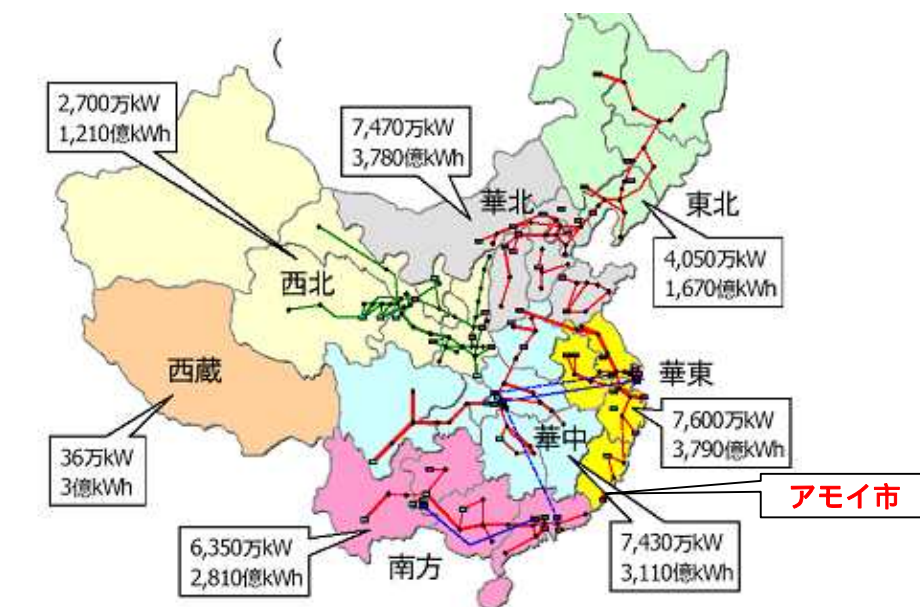 (
2,700万kW
1,210億kWh
7,470万kW
3,780億kWh
華北
東北
4,050万kW
1,670億kWh
西北
西蔵
華東
7,600万kW
3,790億kWh
36万kW
3億kWh
華中
アモイ市
6,350万kW
2,810億kWh
南方
7,430万kW
3,110億kWh